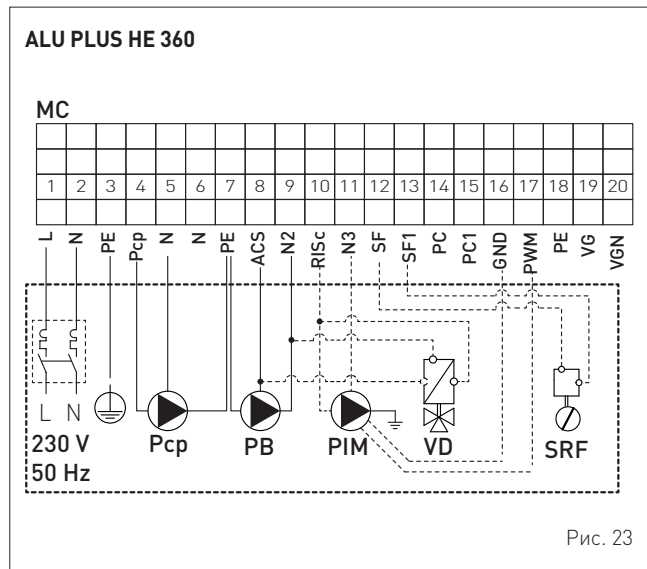 ALU PLUS HE 360
MC
1 2 3 4 5 6 7 8 9 10 11 12 13 14 15 16 17 18 19 20
L N PE Pcp N N PE ACS N2 RISc N3 SF SF1 PC PC1 GND PWM PE VG VGN
L N
230 V Pcp PB PIM VD SRF
50 Hz
Рис. 23